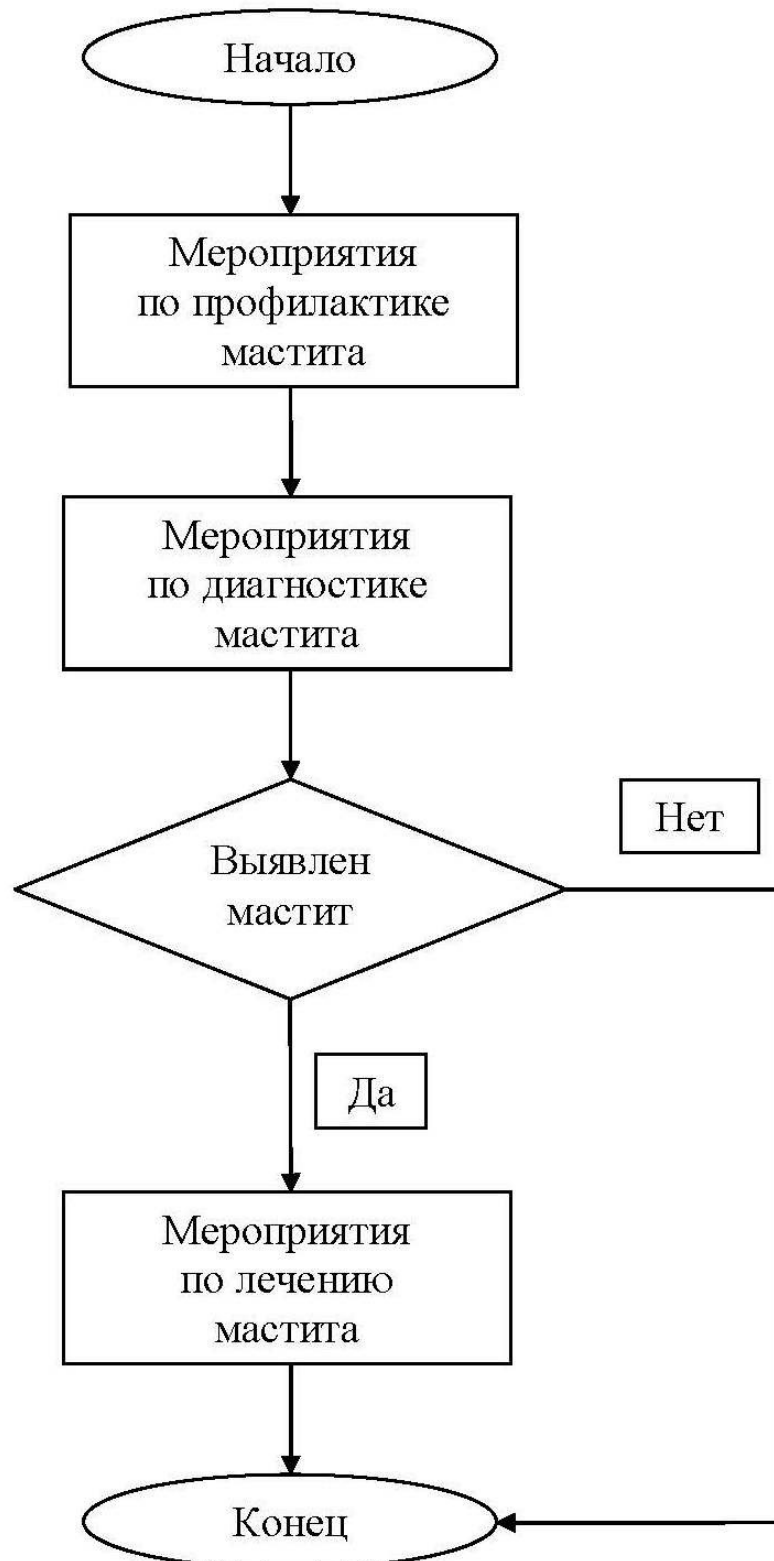 Начало
Мероприятия
по профилактике
мастита
Мероприятия
по диагностике
мастита
Выявлен
мастит
Нет
Да
Мероприятия
по лечению
мастита
Конец